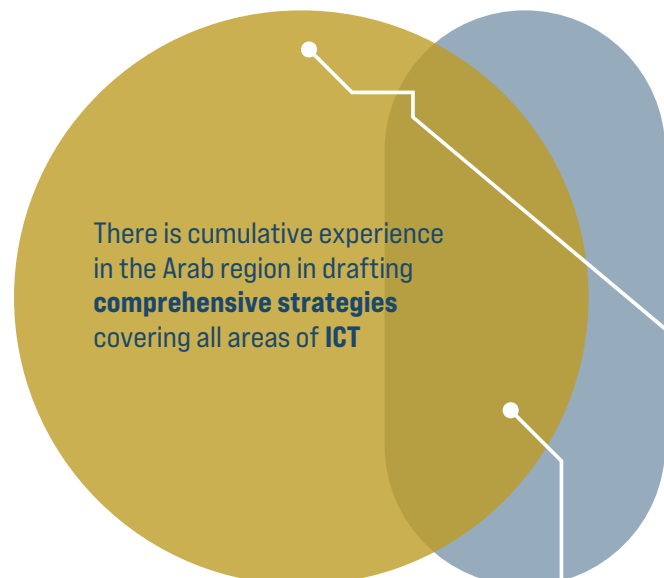 There is cumulative experience
in the Arab region in drafting
comprehensive strategies
covering all areas of ICT